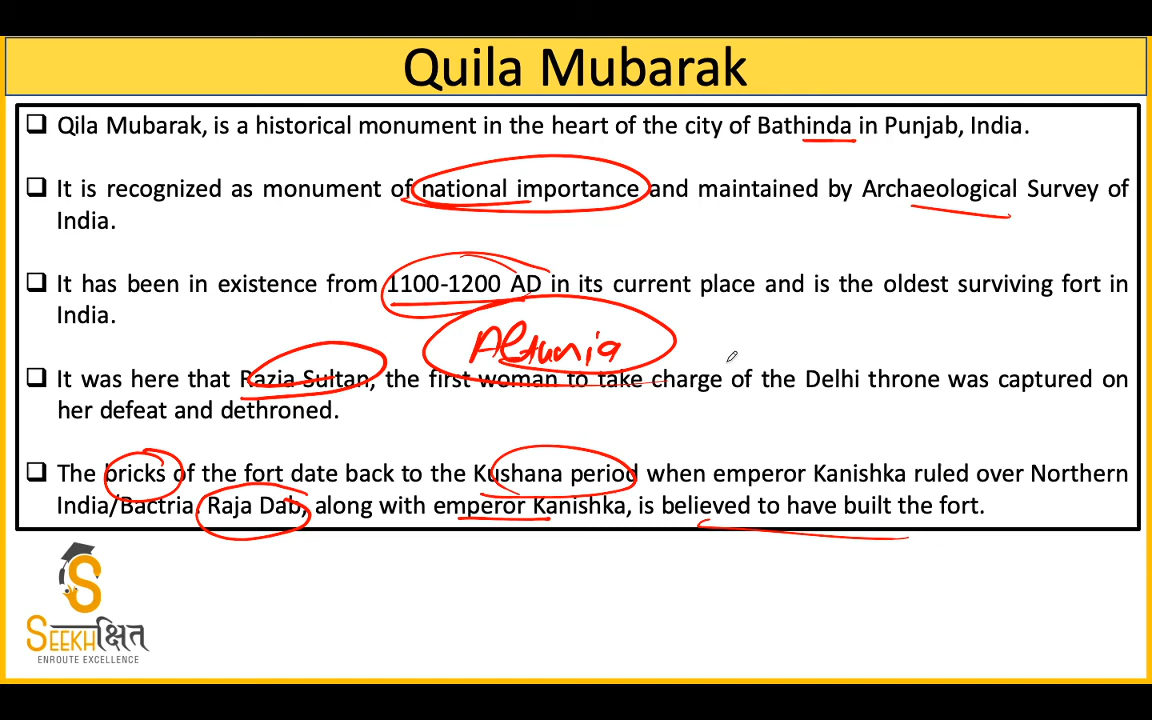 Quila Mubarak
❑ Qila Mubarak, is a historical monument in the heart of the city of Bathinda in Punjab, India.
❑ It is recognized as monument of national importance and maintained by Archaeological Survey of
India.
❑ It has been in existence from 1100-1200 AD in its current place and is the oldest surviving fort in
India.
Altunia
❑ It was here that Razia Sultan, the first woman to take charge of the Delhi throne was captured on
her defeat and dethroned.
❑ The bricks of the fort date back to the Kushana period when emperor Kanishka ruled over Northern
India/Bactria. Raja Dab, along with emperor Kanishka, is believed to have built the fort.
S
SEEKHक्षित
ENROUTE EXCELLENCE